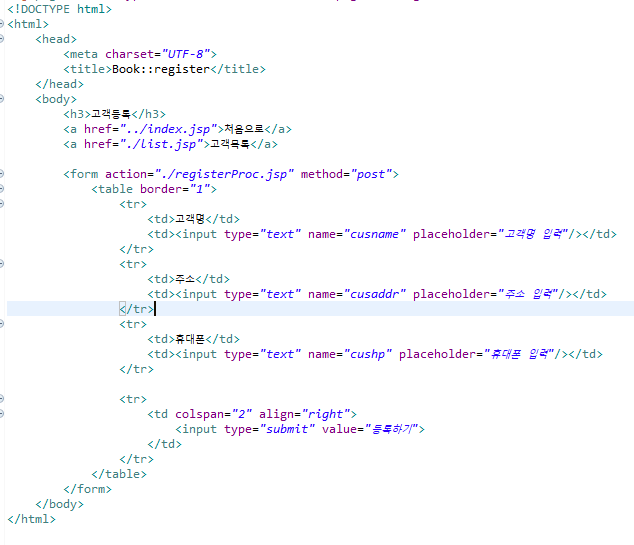 <!DOCTYPE html>
<html>
    <head>
        <meta charset="UTF-8">
        <title>Book::register</title>
    </head>
    <body>
        <h3>고객등록</h3>
        <a href="../index.jsp">처음으로</a>
        <a href="./list.jsp">고객목록</a>

        <form action="./registerProc.jsp" method="post">
            <table border="1">
                <tr>
                    <td>고객명</td>
                    <td><input type="text" name="cusname" placeholder="고객명 입력"/></td>
                </tr>
                <tr>
                    <td>주소</td>
                    <td><input type="text" name="cusaddr" placeholder="주소 입력"/></td>
                </tr>
                <tr>
                    <td>휴대폰</td>
                    <td><input type="text" name="cushp" placeholder="휴대폰 입력"/></td>
                </tr>

                <tr>
                    <td colspan="2" align="right">
                        <input type="submit" value="등록하기">
                    </td>
                </tr>
            </table>
        </form>
    </body>
</html>